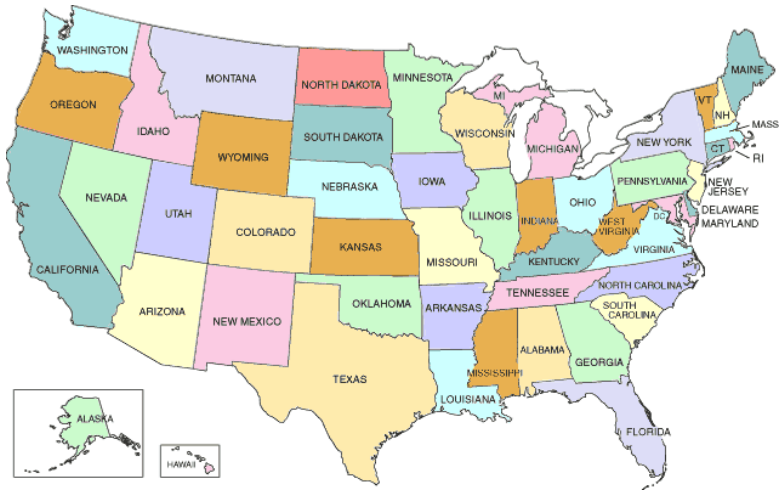 WASHINGTON
MONTANA
NORTH DAKOTA
MINNESOTA
MAINE
OREGON
IDAHO
WYOMING
SOUTH DAKOTA
WISCONSIN
MI
MICHIGAN
NEW YORK
VT
NH
MASS
CT
RI
NEVADA
UTAH
COLORADO
NEBRASKA
IOWA
ILLINOIS
INDIANA
OHIO
PENNSYLVANIA
NEW
JERSEY
DELAWARE
MARYLAND
DC
WEST
VIRGINIA
VIRGINIA
CALIFORNIA
KANSAS
MISSOURI
KENTUCKY
ARIZONA
NEW MEXICO
OKLAHOMA
ARKANSAS
TENNESSEE
NORTH CAROLINA
SOUTH
CAROLINA
TEXAS
LOUISIANA
MISSISSIPPI
ALABAMA
GEORGIA
FLORIDA
ALASKA
HAWAII